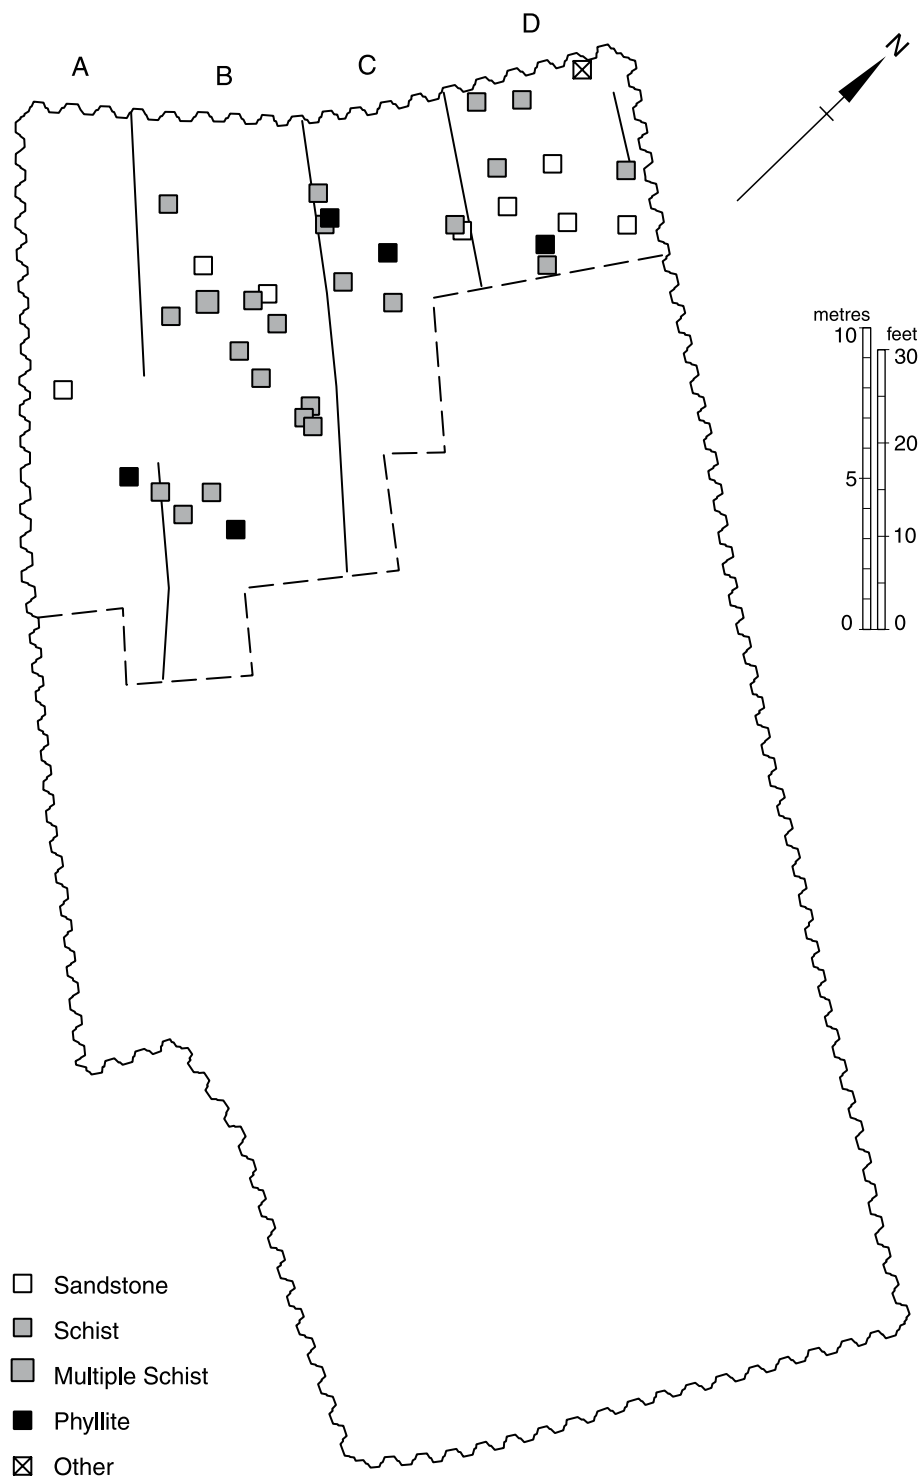 A
B
C
D
N
metres
feet
10
30
20
5
10
0
0
Sandstone
Schist
Multiple Schist
Phyllite
Other